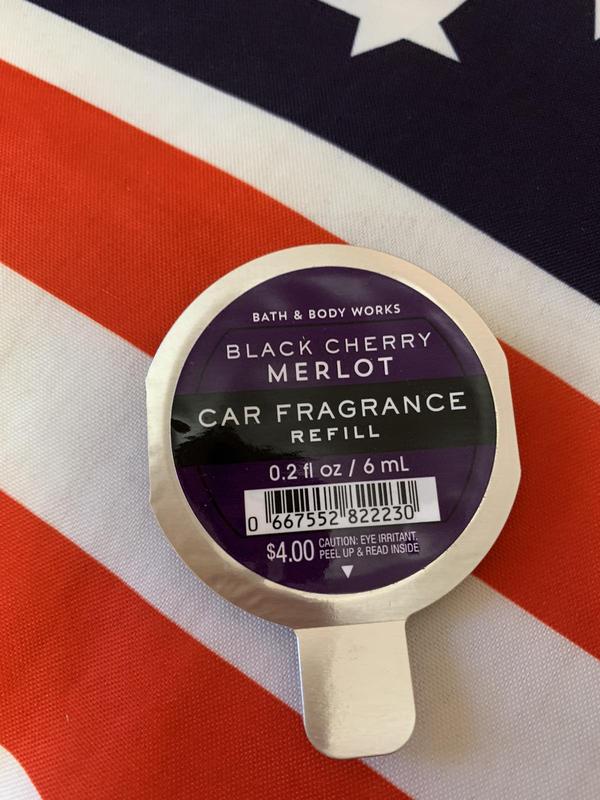 BATH & BODY WORKS
BLACK CHERRY
MERLOT
CAR FRAGRANCE
REFILL
0.2 fl oz / 6 mL
0 667552 822230
$4.00 CAUTION: EYE IRRITANT.
PEEL UP & READ INSIDE